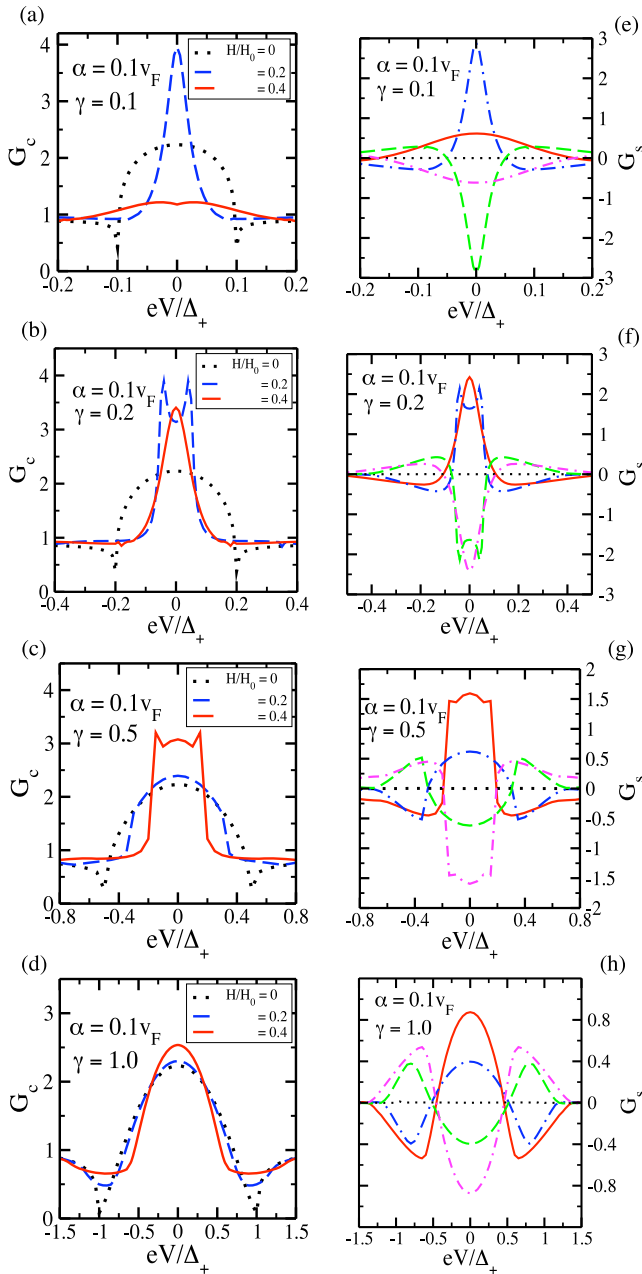 (a)
4
3
2
1
0
G_c
α = 0.1v_F
γ = 0.1
H/H_0 = 0
= 0.2
= 0.4
-0.2 -0.1 0 0.1 0.2
eV/Δ_+
(e)
3
2
1
0
-1
-2
-3
G_s
α = 0.1v_F
γ = 0.1
-0.2 -0.1 0 0.1 0.2
eV/Δ_+
(b)
4
3
2
1
0
G_c
α = 0.1v_F
γ = 0.2
H/H_0 = 0
= 0.2
= 0.4
-0.4 -0.2 0 0.2 0.4
eV/Δ_+
(f)
3
2
1
0
-1
-2
-3
G_s
α = 0.1v_F
γ = 0.2
-0.4 -0.2 0 0.2 0.4
eV/Δ_+
(c)
4
3
2
1
0
G_c
α = 0.1v_F
γ = 0.5
H/H_0 = 0
= 0.2
= 0.4
-0.8 -0.4 0 0.4 0.8
eV/Δ_+
(g)
2
1.5
1
0.5
0
-0.5
-1
-1.5
2
G_s
α = 0.1v_F
γ = 0.5
-0.8 -0.4 0 0.4 0.8
eV/Δ_+
(d)
3
2
1
0
G_c
α = 0.1v_F
γ = 1.0
H/H_0 = 0
= 0.2
= 0.4
-1.5 -1 -0.5 0 0.5 1 1.5
eV/Δ_+
(h)
0.8
0.4
0
-0.4
-0.8
G_s
α = 0.1v_F
γ = 1.0
-1.5 -1 -0.5 0 0.5 1 1.5
eV/Δ_+